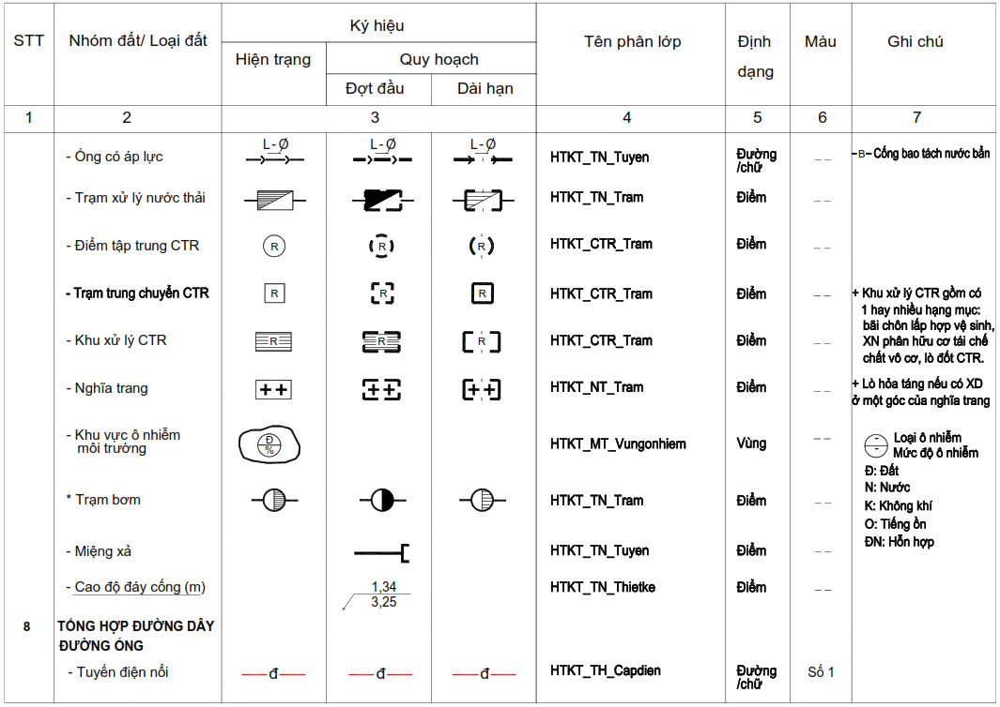 STT
Nhóm đất/ Loại đất
Ký hiệu
Hiện trạng
Quy hoạch
Đợt đầu
Dài hạn
Tên phân lớp
Định
dạng
Màu
Ghi chú
1 2 3 4 5 6 7
- Ống có áp lực L-Ø L-Ø L-Ø HTKT_TN_Tuyen Đường – B – Cống bao tách nước bẩn
/chữ
- Trạm xử lý nước thải HTKT_TN_Tram Điểm
- Điểm tập trung CTR R R R HTKT_CTR_Tram Điểm
- Trạm trung chuyển CTR R R R HTKT_CTR_Tram Điểm + Khu xử lý CTR gồm có
1 hay nhiều hạng mục:
bãi chôn lấp hợp vệ sinh,
- Khu xử lý CTR R R R HTKT_CTR_Tram Điểm XN phân hữu cơ tái chế
chất vô cơ, lò đốt CTR.
- Nghĩa trang ++ ++ ++ HTKT_NT_Tram Điểm + Lò hỏa táng nếu có XD
ở một góc của nghĩa trang
- Khu vực ô nhiễm
môi trường
Đ
%
HTKT_MT_Vungonhiem Vùng
Loại ô nhiễm
Mức độ ô nhiễm
Đ: Đất
N: Nước
K: Không khí
O: Tiếng ồn
ĐN: Hỗn hợp
* Trạm bơm HTKT_TN_Tram Điểm
- Miệng xả HTKT_TN_Tuyen Điểm
- Cao độ đáy cống (m) 1,34 HTKT_TN_Thietke Điểm
3,25
8 TỔNG HỢP ĐƯỜNG DÂY
ĐƯỜNG ỐNG
- Tuyến điện nổi đ đ đ HTKT_TH_Capdien Đường Số 1
/chữ